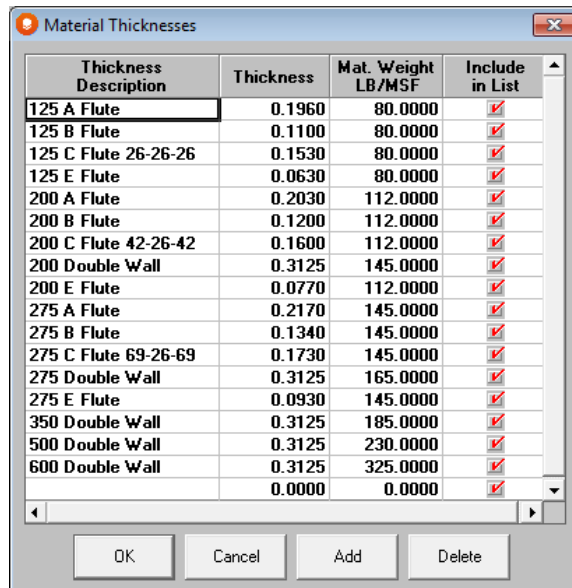 Material Thicknesses
Thickness Description Thickness Mat. Weight LB/MSF Include in List
125 A Flute 0.1960 80.0000
125 B Flute 0.1100 80.0000
125 C Flute 26-26-26 0.1530 80.0000
125 E Flute 0.0630 80.0000
200 A Flute 0.2030 112.0000
200 B Flute 0.1200 112.0000
200 C Flute 42-26-42 0.1600 112.0000
200 Double Wall 0.3125 145.0000
200 E Flute 0.0770 112.0000
275 A Flute 0.2170 145.0000
275 B Flute 0.1340 145.0000
275 C Flute 69-26-69 0.1730 145.0000
275 Double Wall 0.3125 165.0000
275 E Flute 0.0930 145.0000
350 Double Wall 0.3125 185.0000
500 Double Wall 0.3125 230.0000
600 Double Wall 0.3125 325.0000
0.0000 0.0000
OK Cancel Add Delete